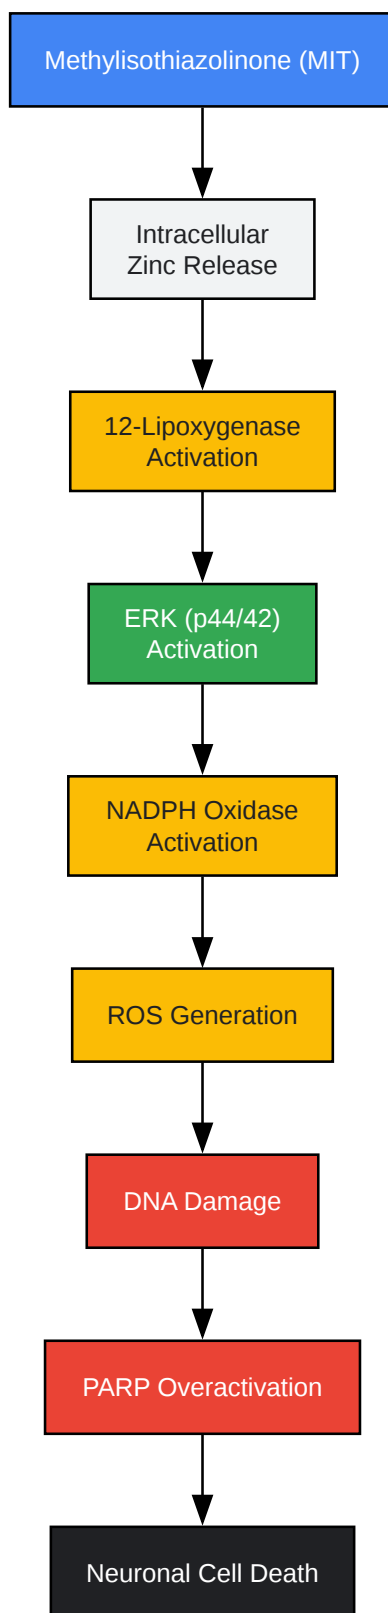 Methylisothiazolinone (MIT)
Intracellular
Zinc Release
12-Lipoxygenase
Activation
ERK (p44/42)
Activation
NADPH Oxidase
Activation
ROS Generation
DNA Damage
PARP Overactivation
Neuronal Cell Death